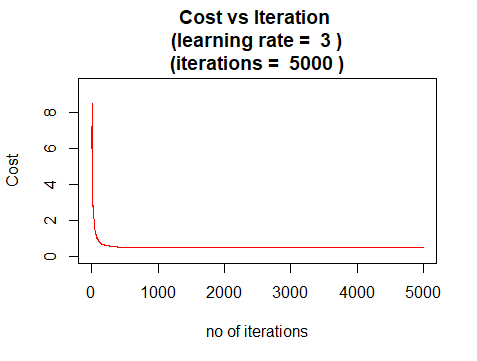 Cost vs Iteration
(learning rate =  3 )
(iterations =  5000 )
Cost
8
6
4
2
0
0 1000 2000 3000 4000 5000
no of iterations